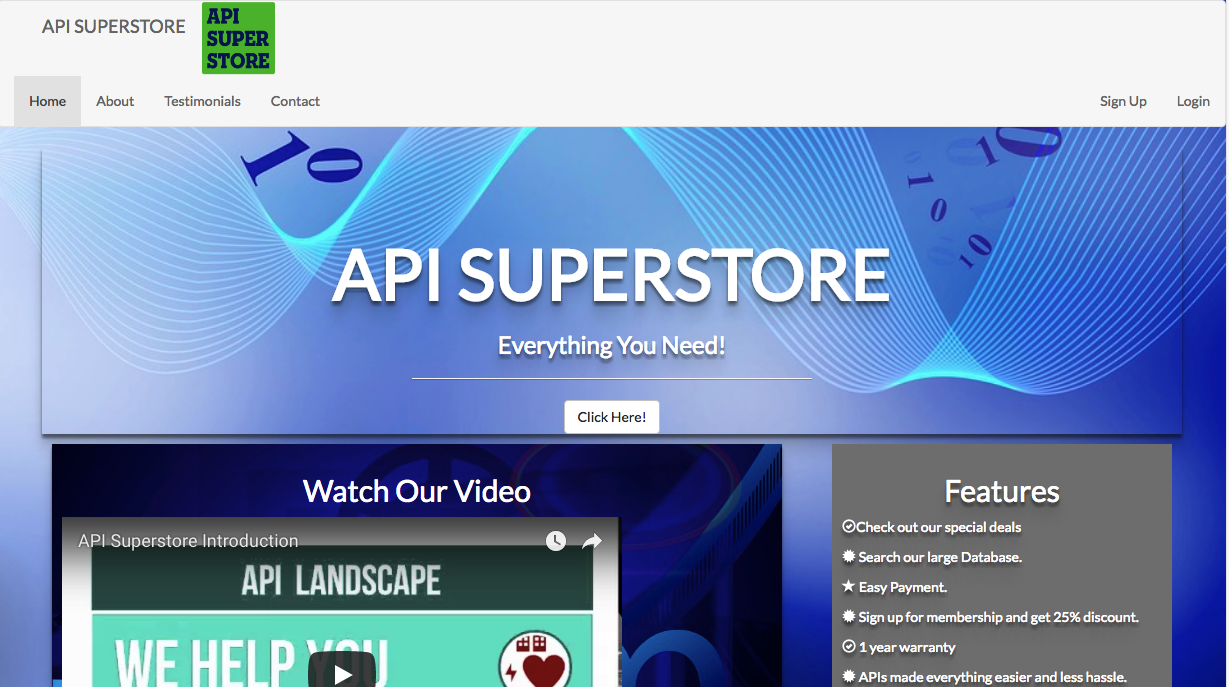 API SUPERSTORE
API
SUPER
STORE
Home About Testimonials Contact Sign Up Login
10
10
1
0
10
API SUPERSTORE
Everything You Need!
Click Here!
Watch Our Video
API Superstore Introduction
API LANDSCAPE
WE HELP YOU
Features
Check out our special deals
Search our large Database.
Easy Payment.
Sign up for membership and get 25% discount.
1 year warranty
APIs made everything easier and less hassle.